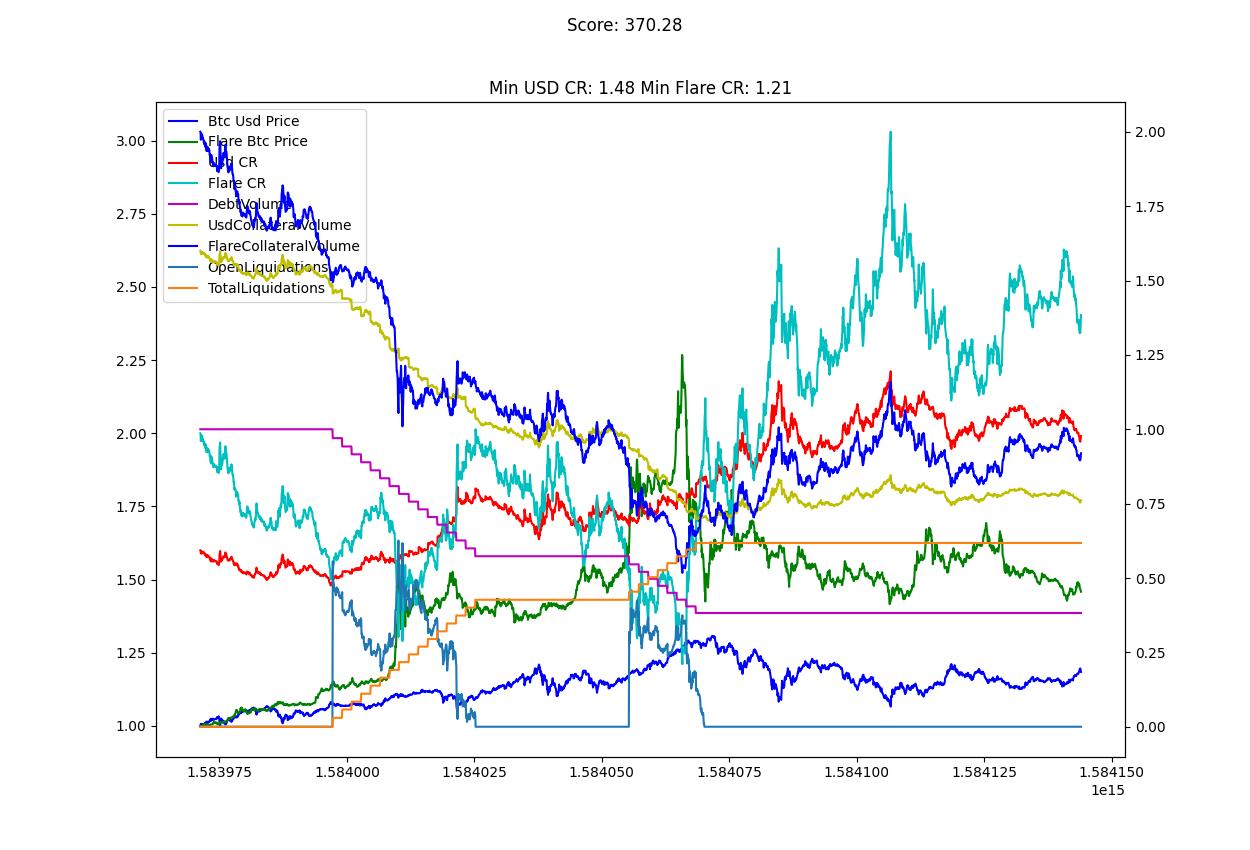 Score: 370.28
Min USD CR: 1.48 Min Flare CR: 1.21
Btc Usd Price
Flare Btc Price
Usd CR
Flare CR
DebtVolume
UsdCollateralVolume
FlareCollateralVolume
OpenLiquidations
TotalLiquidations
3.00
2.75
2.50
2.25
2.00
1.75
1.50
1.25
1.00
2.00
1.75
1.50
1.25
1.00
0.75
0.50
0.25
0.00
1.583975
1.584000
1.584025
1.584050
1.584075
1.584100
1.584125
1.584150
1e15